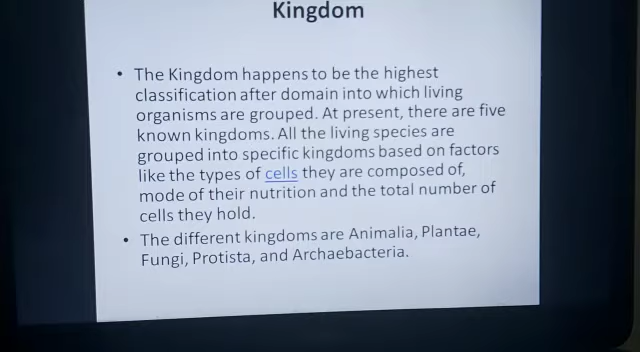 Kingdom
• The Kingdom happens to be the highest
classification after domain into which living
organisms are grouped. At present, there are five
known kingdoms. All the living species are
grouped into specific kingdoms based on factors
like the types of cells they are composed of,
mode of their nutrition and the total number of
cells they hold.
• The different kingdoms are Animalia, Plantae,
Fungi, Protista, and Archaebacteria.